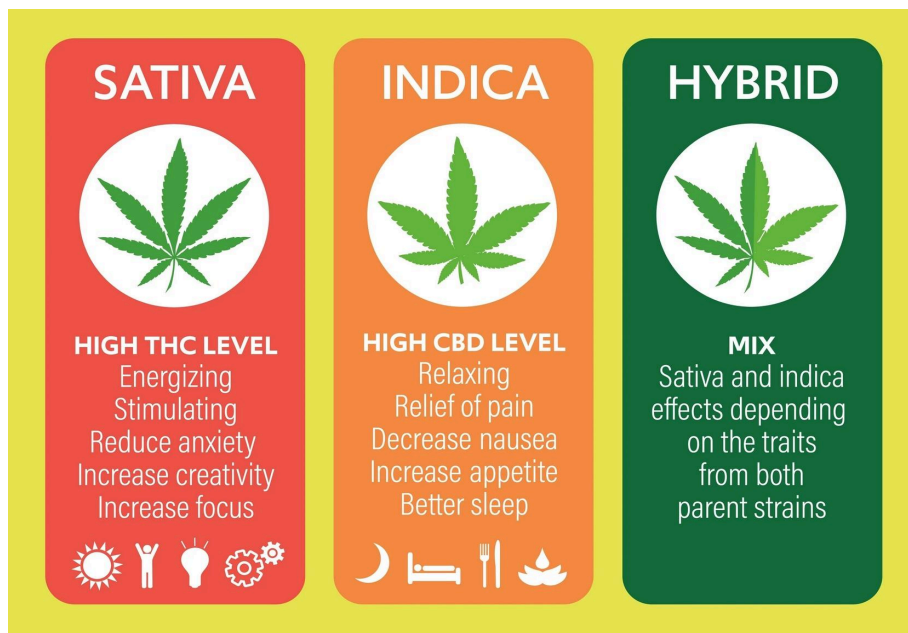 SATIVA
HIGH THC LEVEL
Energizing
Stimulating
Reduce anxiety
Increase creativity
Increase focus
INDICA
HIGH CBD LEVEL
Relaxing
Relief of pain
Decrease nausea
Increase appetite
Better sleep
HYBRID
MIX
Sativa and indica
effects depending
on the traits
from both
parent strains